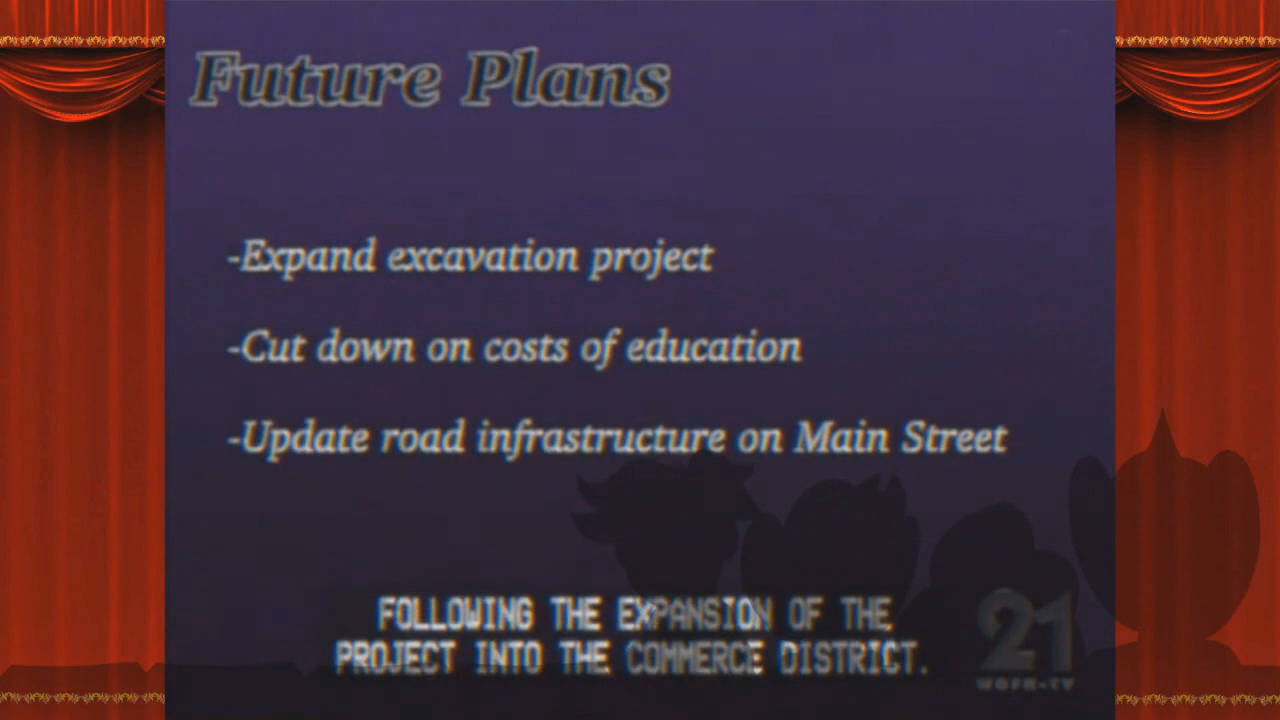 Future Plans
-Expand excavation project
-Cut down on costs of education
-Update road infrastructure on Main Street
FOLLOWING THE EXPANSION OF THE
PROJECT INTO THE COMMERCE DISTRICT.
21